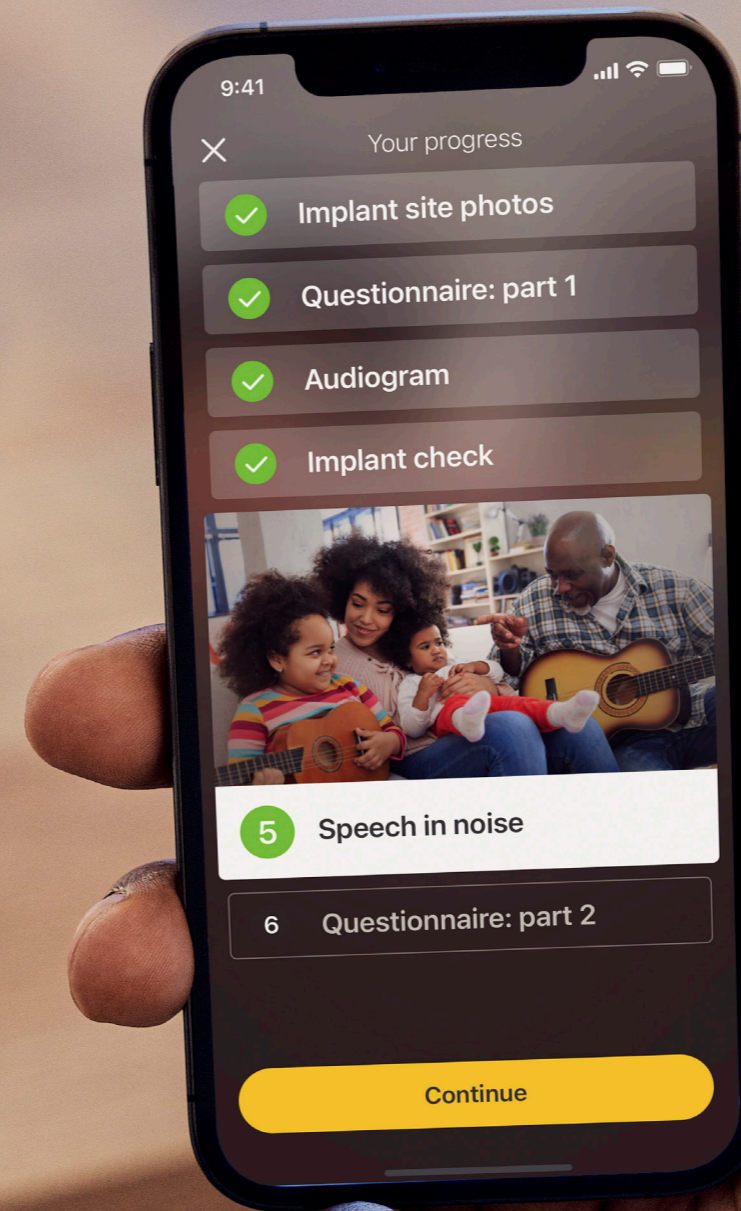 9:41
Your progress
Implant site photos
Questionnaire: part 1
Audiogram
Implant check
5 Speech in noise
6 Questionnaire: part 2
Continue